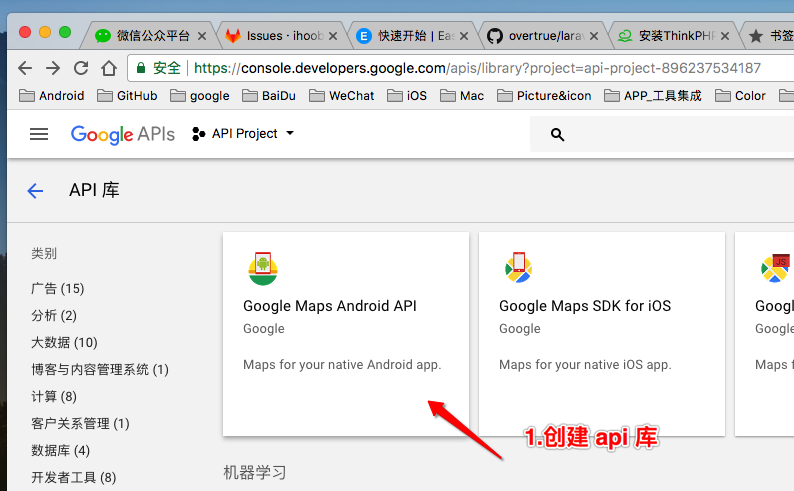 微信公众平台
Issues · ihoob
快速开始 | Eas
overtrue/larav
安装ThinkPHP
书签
安全 | https://console.developers.google.com/apis/library?project=api-project-896237534187
Android GitHub google BaiDu WeChat iOS Mac Picture&icon APP_工具集成 Color
Google APIs API Project
API 库
类别
广告 (15)
分析 (2)
大数据 (10)
博客与内容管理系统 (1)
计算 (8)
客户关系管理 (1)
数据库 (4)
开发者工具 (8)
Google Maps Android API
Google
Maps for your native Android app.
Google Maps SDK for iOS
Google
Maps for your native iOS app.
JS
Googl
Google
Maps f
1.创建 api 库
机器学习